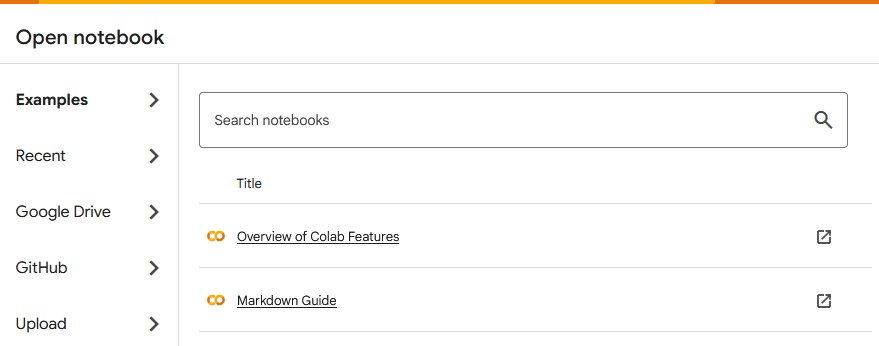 Open notebook
Examples
Recent
Google Drive
GitHub
Upload
Search notebooks
Title
Overview of Colab Features
Markdown Guide